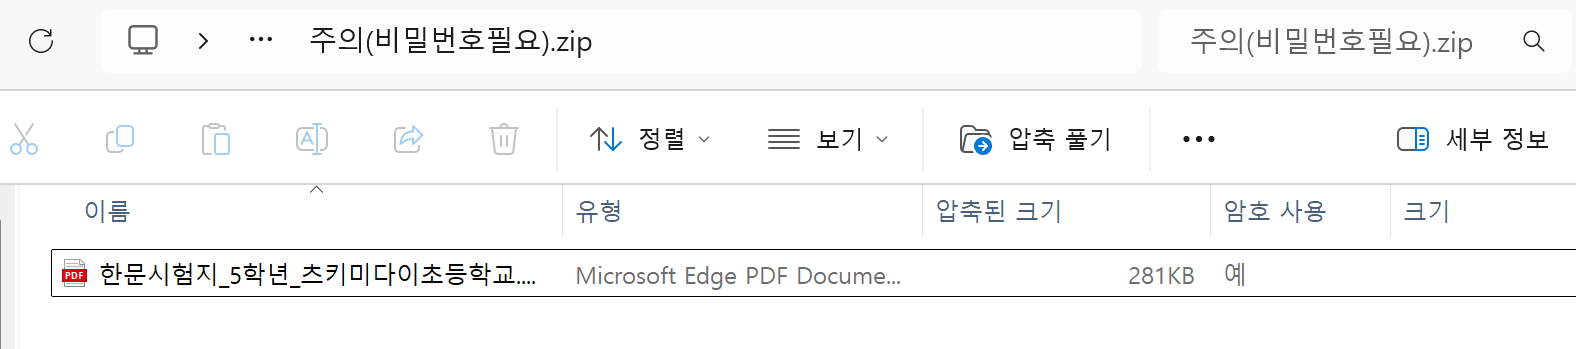 주의(비밀번호필요).zip
주의(비밀번호필요).zip
정렬
보기
압축 풀기
세부 정보
이름
유형
압축된 크기
암호 사용
크기
PDF
한문시험지_5학년_츠키미다이초등학교....
Microsoft Edge PDF Docume...
281KB
예